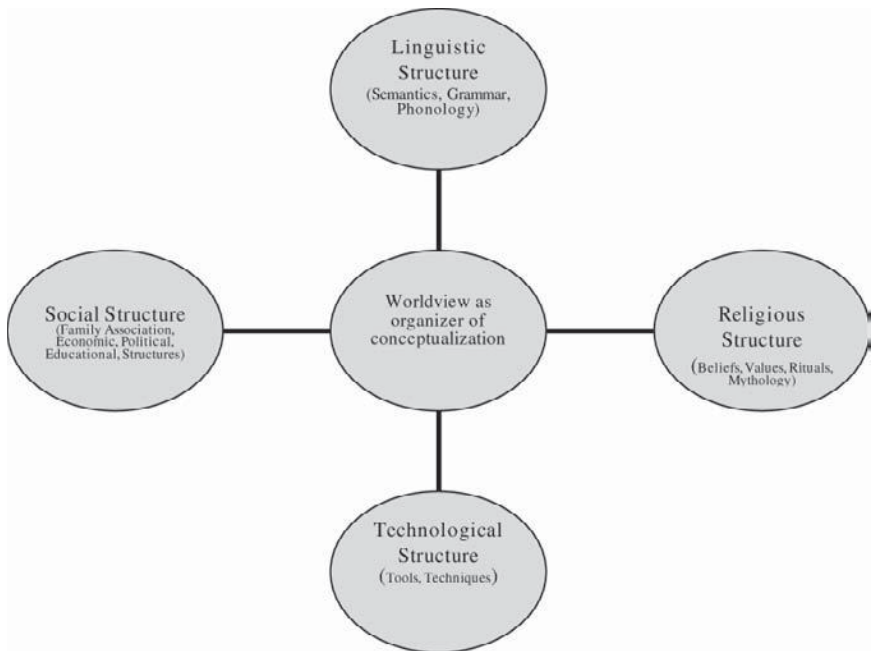 Linguistic
Structure
(Semantics, Grammar,
Phonology)
Social Structure
(Family Association,
Economic, Political,
Educational, Structures)
Worldview as
organizer of
conceptualization
Religious
Structure
(Beliefs, Values, Rituals,
Mythology)
Technological
Structure
(Tools, Techniques)